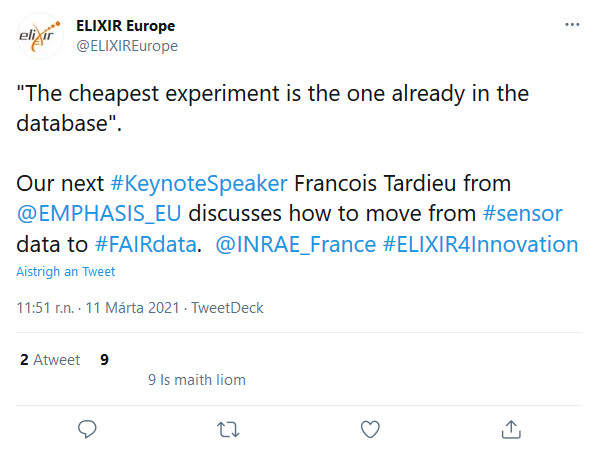 elixir
ELIXIR Europe
@ELIXIREurope
"The cheapest experiment is the one already in the
database".
Our next #KeynoteSpeaker Francois Tardieu from
@EMPHASIS_EU discusses how to move from #sensor
data to #FAIRdata.  @INRAE_France #ELIXIR4Innovation
Aistrigh an Tweet
11:51 r.n. · 11 Márta 2021 · TweetDeck
2 Atweet 9
9 Is maith liom